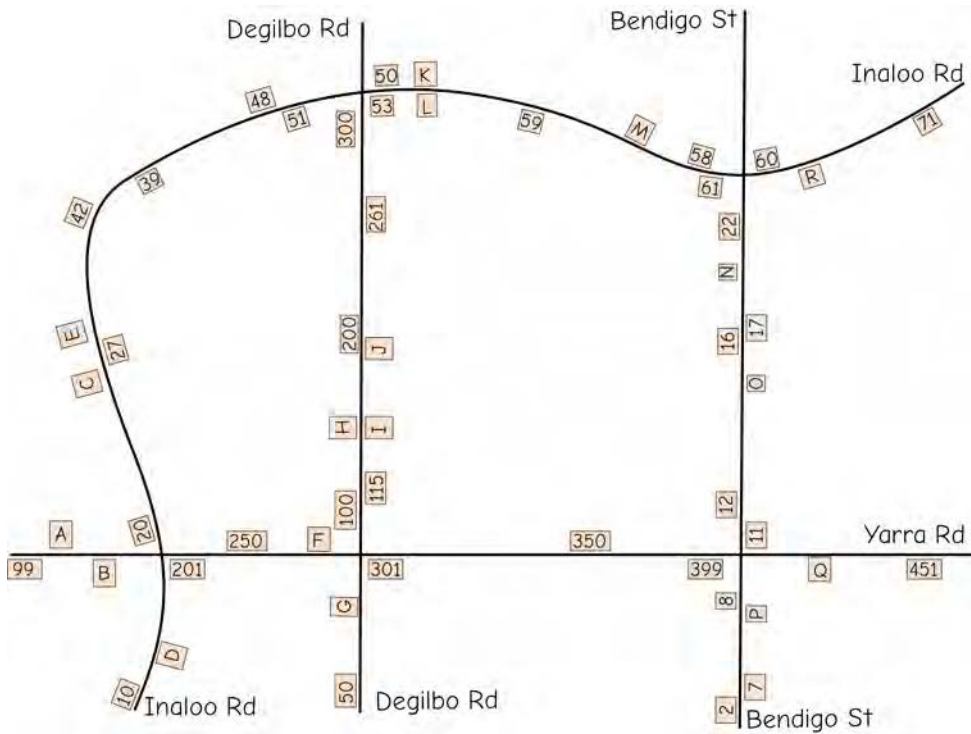 Degilbo Rd
Bendigo St
Inaloo Rd
50
K
48
51
53
L
300
59
M
58
60
71
39
61
R
42
261
22
N
E
27
200
J
16
17
C
O
H
I
115
100
12
11
A
20
250
F
350
Yarra Rd
99
B
201
301
399
Q
451
G
8
P
D
10
Inaloo Rd
50
Degilbo Rd
2
7
Bendigo St